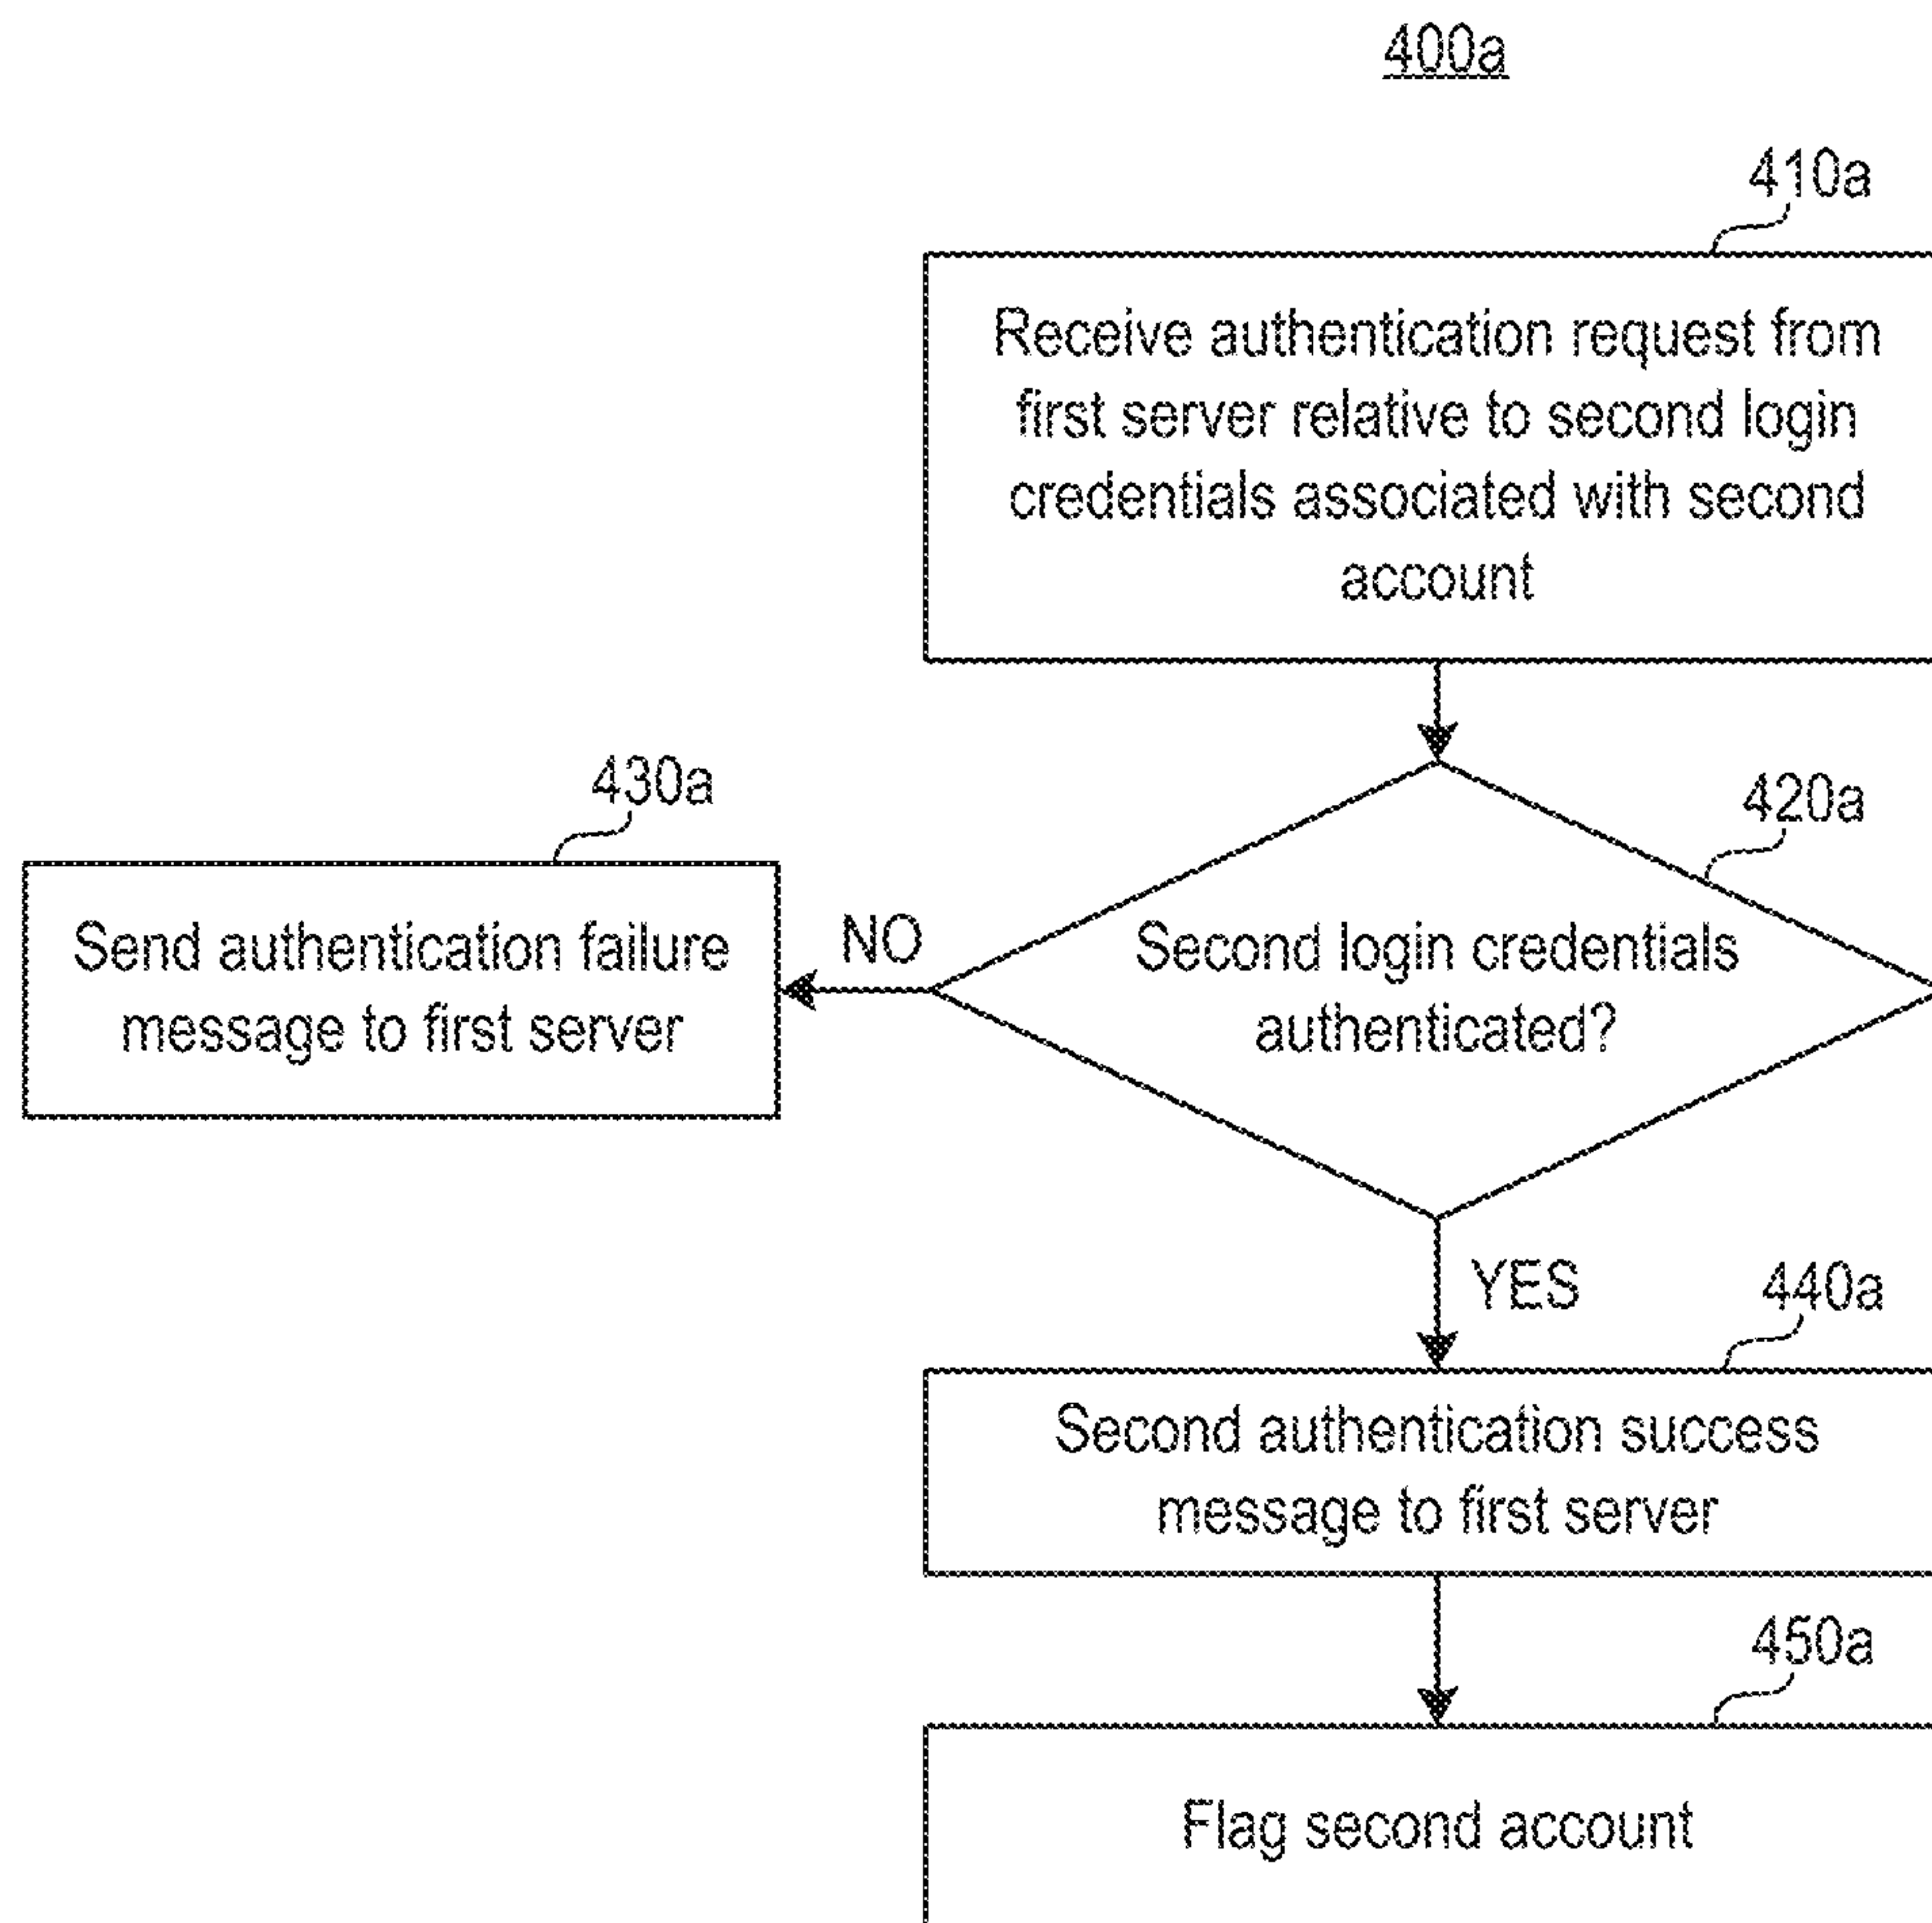 400a
410a
Receive authentication request from
first server relative to second login
credentials associated with second
account
430a
420a
Send authentication failure
message to first server
NO
Second login credentials
authenticated?
YES
440a
Second authentication success
message to first server
450a
Flag second account